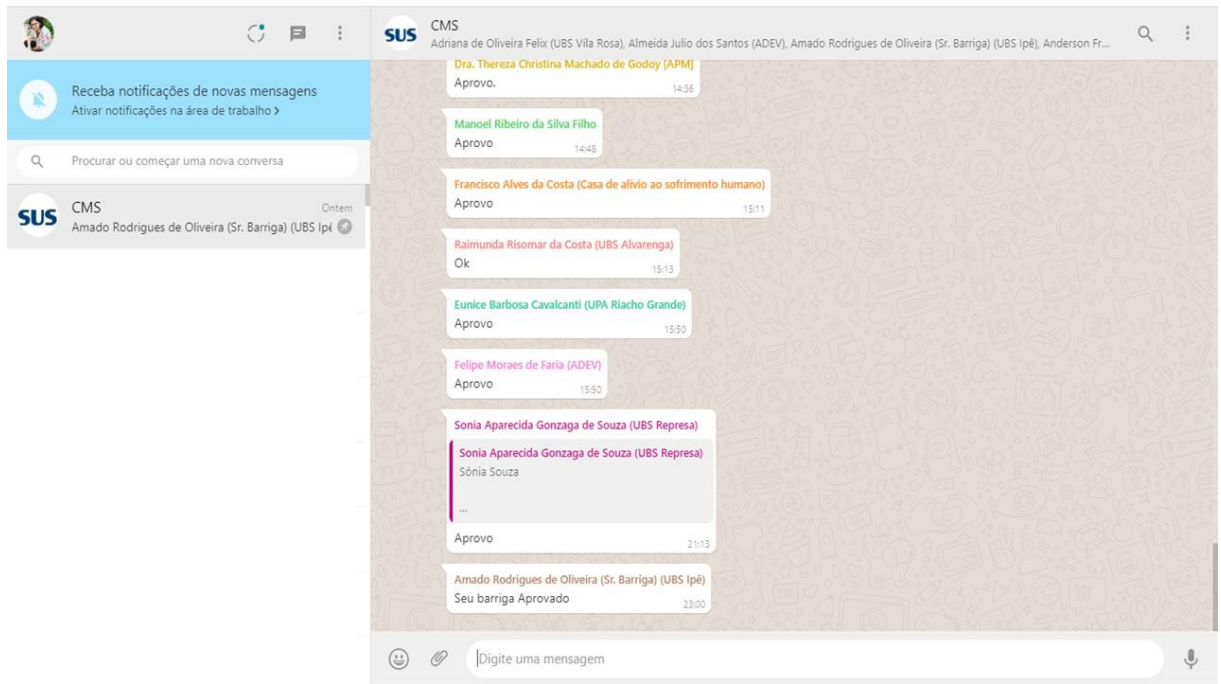 SUS
CMS
Adriana de Oliveira Felix (UBS Vila Rosa), Almeida Julio dos Santos (ADEV), Amado Rodrigues de Oliveira (Sr. Barriga) (UBS Ipê), Anderson Fr...
Receba notificações de novas mensagens
Ativar notificações na área de trabalho >
Procurar ou começar uma nova conversa
SUS
CMS
Ontem
Amado Rodrigues de Oliveira (Sr. Barriga) (UBS Ipê
Dra. Thereza Christina Machado de Godoy [APM]
Aprovo.
14:36
Manoel Ribeiro da Silva Filho
Aprovo
14:48
Francisco Alves da Costa (Casa de alívio ao sofrimento humano)
Aprovo
15:11
Raimunda Risomar da Costa (UBS Alvarenga)
Ok
15:13
Eunice Barbosa Cavalcanti (UPA Riacho Grande)
Aprovo
15:50
Felipe Moraes de Faria (ADEV)
Aprovo
15:50
Sonia Aparecida Gonzaga de Souza (UBS Represa)
Sonia Aparecida Gonzaga de Souza (UBS Represa)
Sônia Souza
...
Aprovo
21:13
Amado Rodrigues de Oliveira (Sr. Barriga) (UBS Ipê)
Seu barriga Aprovado
23:00
Digite uma mensagem